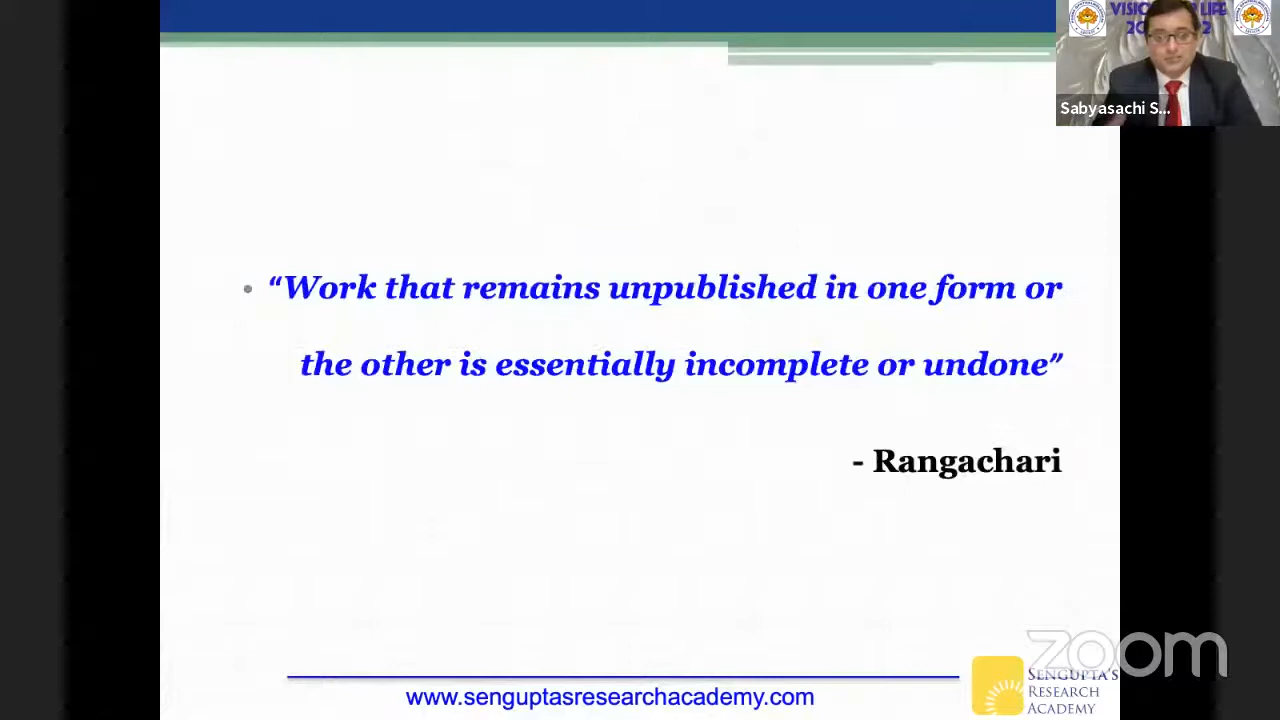 “Work that remains unpublished in one form or
the other is essentially incomplete or undone”
- Rangachari
www.senguptasresearchacademy.com
SENGUPTA'S
RESEARCH
ACADEMY
zoom
Sabyasachi S...
LIFE